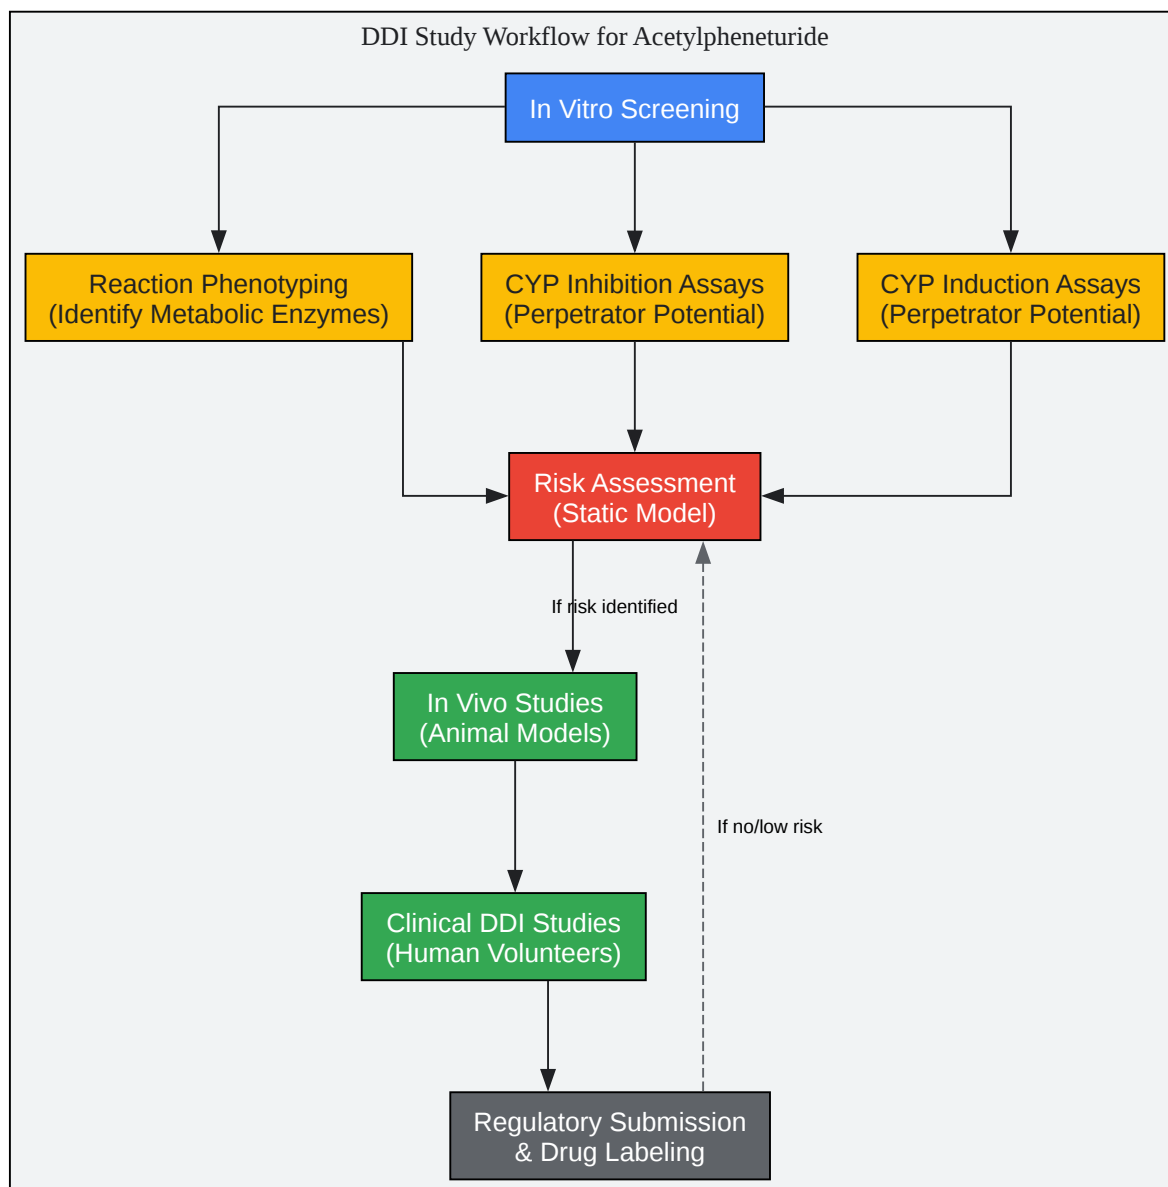 DDI Study Workflow for Acetylpheneturide
In Vitro Screening
Reaction Phenotyping
(Identify Metabolic Enzymes)
CYP Inhibition Assays
(Perpetrator Potential)
CYP Induction Assays
(Perpetrator Potential)
Risk Assessment
(Static Model)
If risk identified
In Vivo Studies
(Animal Models)
If no/low risk
Clinical DDI Studies
(Human Volunteers)
Regulatory Submission
& Drug Labeling